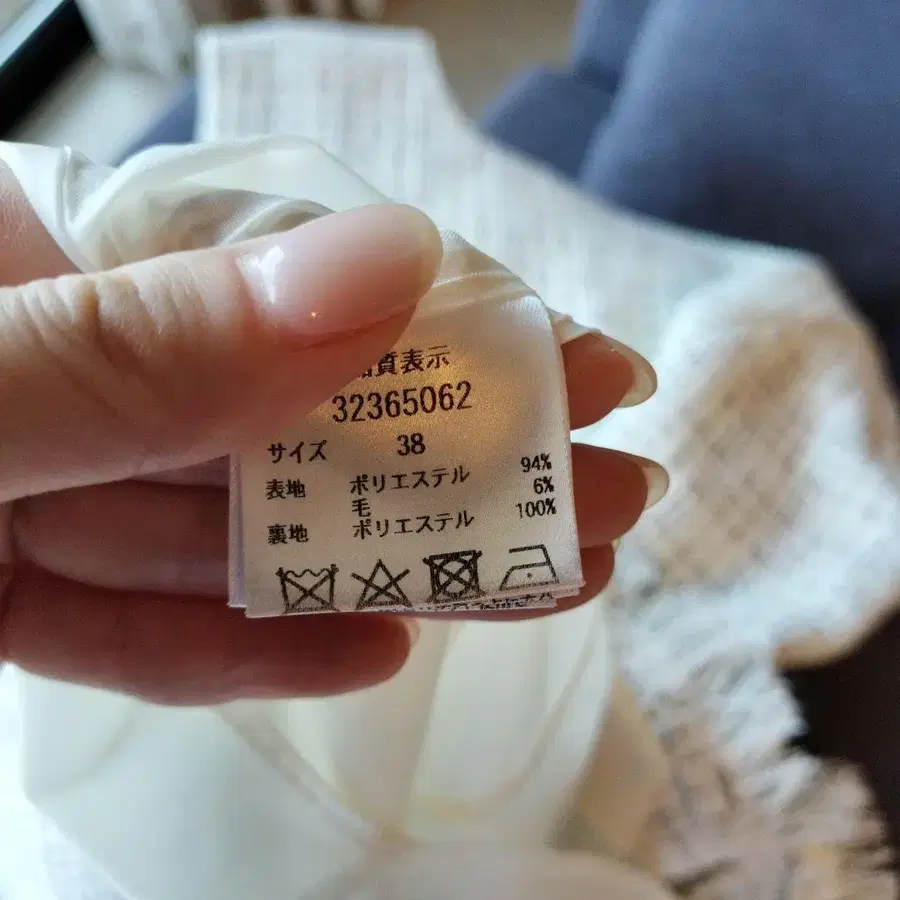 質表示
32365062
サイズ 38
表地 ポリエステル 94%
毛 6%
裏地 ポリエステル 100%